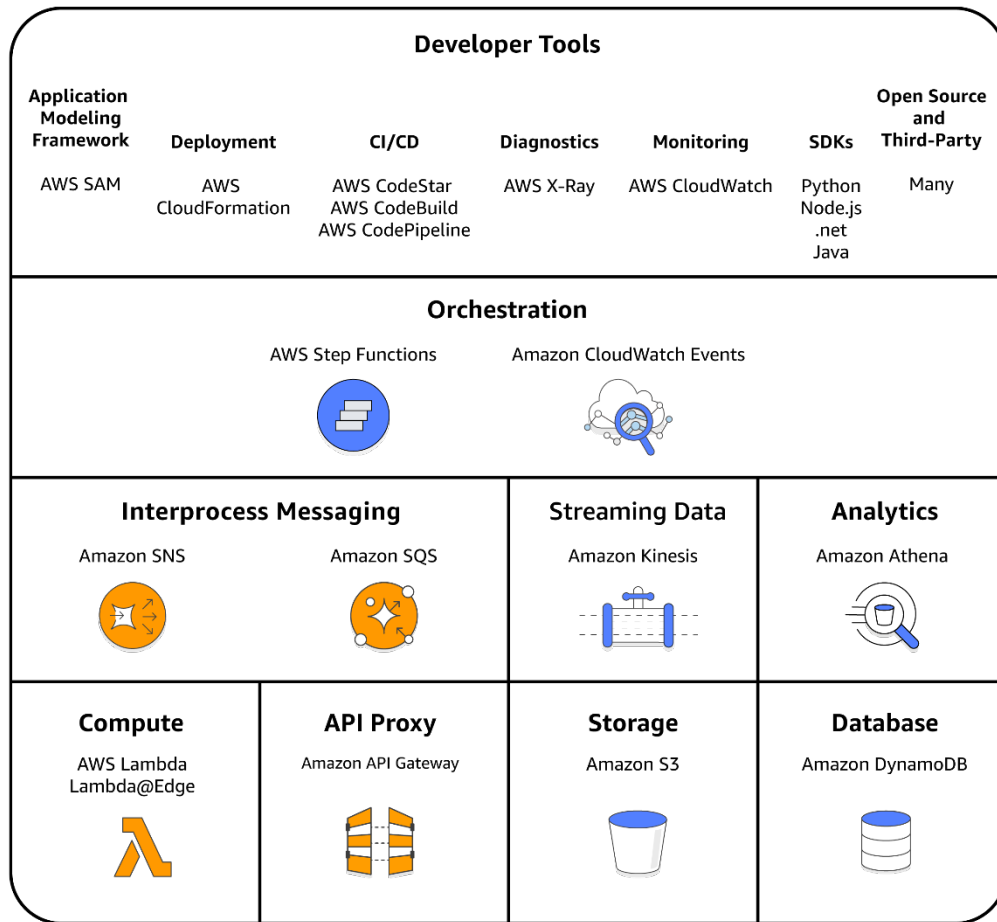 Developer Tools
Application
Modeling
Framework
AWS SAM
Deployment
AWS
CloudFormation
CI/CD
AWS CodeStar
AWS CodeBuild
AWS CodePipeline
Diagnostics
AWS X-Ray
Monitoring
AWS CloudWatch
SDKs
Python
Node.js
.net
Java
Open Source
and
Third-Party
Many
Orchestration
AWS Step Functions
Amazon CloudWatch Events
Interprocess Messaging
Amazon SNS
Amazon SQS
Streaming Data
Amazon Kinesis
Analytics
Amazon Athena
Compute
AWS Lambda
Lambda@Edge
API Proxy
Amazon API Gateway
Storage
Amazon S3
Database
Amazon DynamoDB